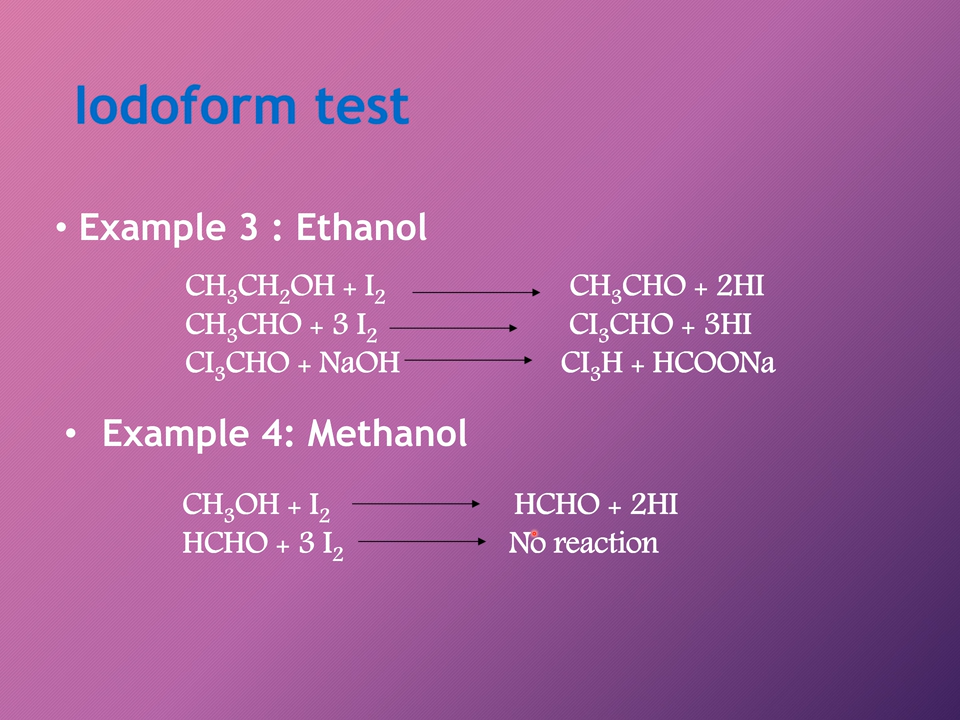 Iodoform test
• Example 3 : Ethanol
CH₃CH₂OH + I₂ ⟶ CH₃CHO + 2HI
CH₃CHO + 3 I₂ ⟶ CI₃CHO + 3HI
CI₃CHO + NaOH ⟶ CI₃H + HCOONa
• Example 4: Methanol
CH₃OH + I₂ ⟶ HCHO + 2HI
HCHO + 3 I₂ ⟶ No reaction